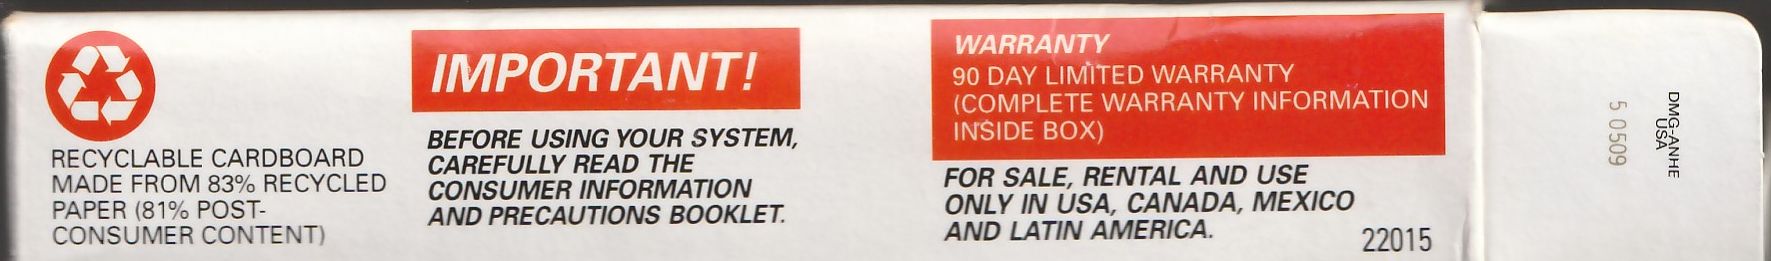 RECYCLABLE CARDBOARD
MADE FROM 83% RECYCLED
PAPER (81% POST-
CONSUMER CONTENT)
IMPORTANT!
BEFORE USING YOUR SYSTEM,
CAREFULLY READ THE
CONSUMER INFORMATION
AND PRECAUTIONS BOOKLET.
WARRANTY
90 DAY LIMITED WARRANTY
(COMPLETE WARRANTY INFORMATION
INSIDE BOX)
FOR SALE, RENTAL AND USE
ONLY IN USA, CANADA, MEXICO
AND LATIN AMERICA.
22015
DMG-ANHE
USA
5 0509